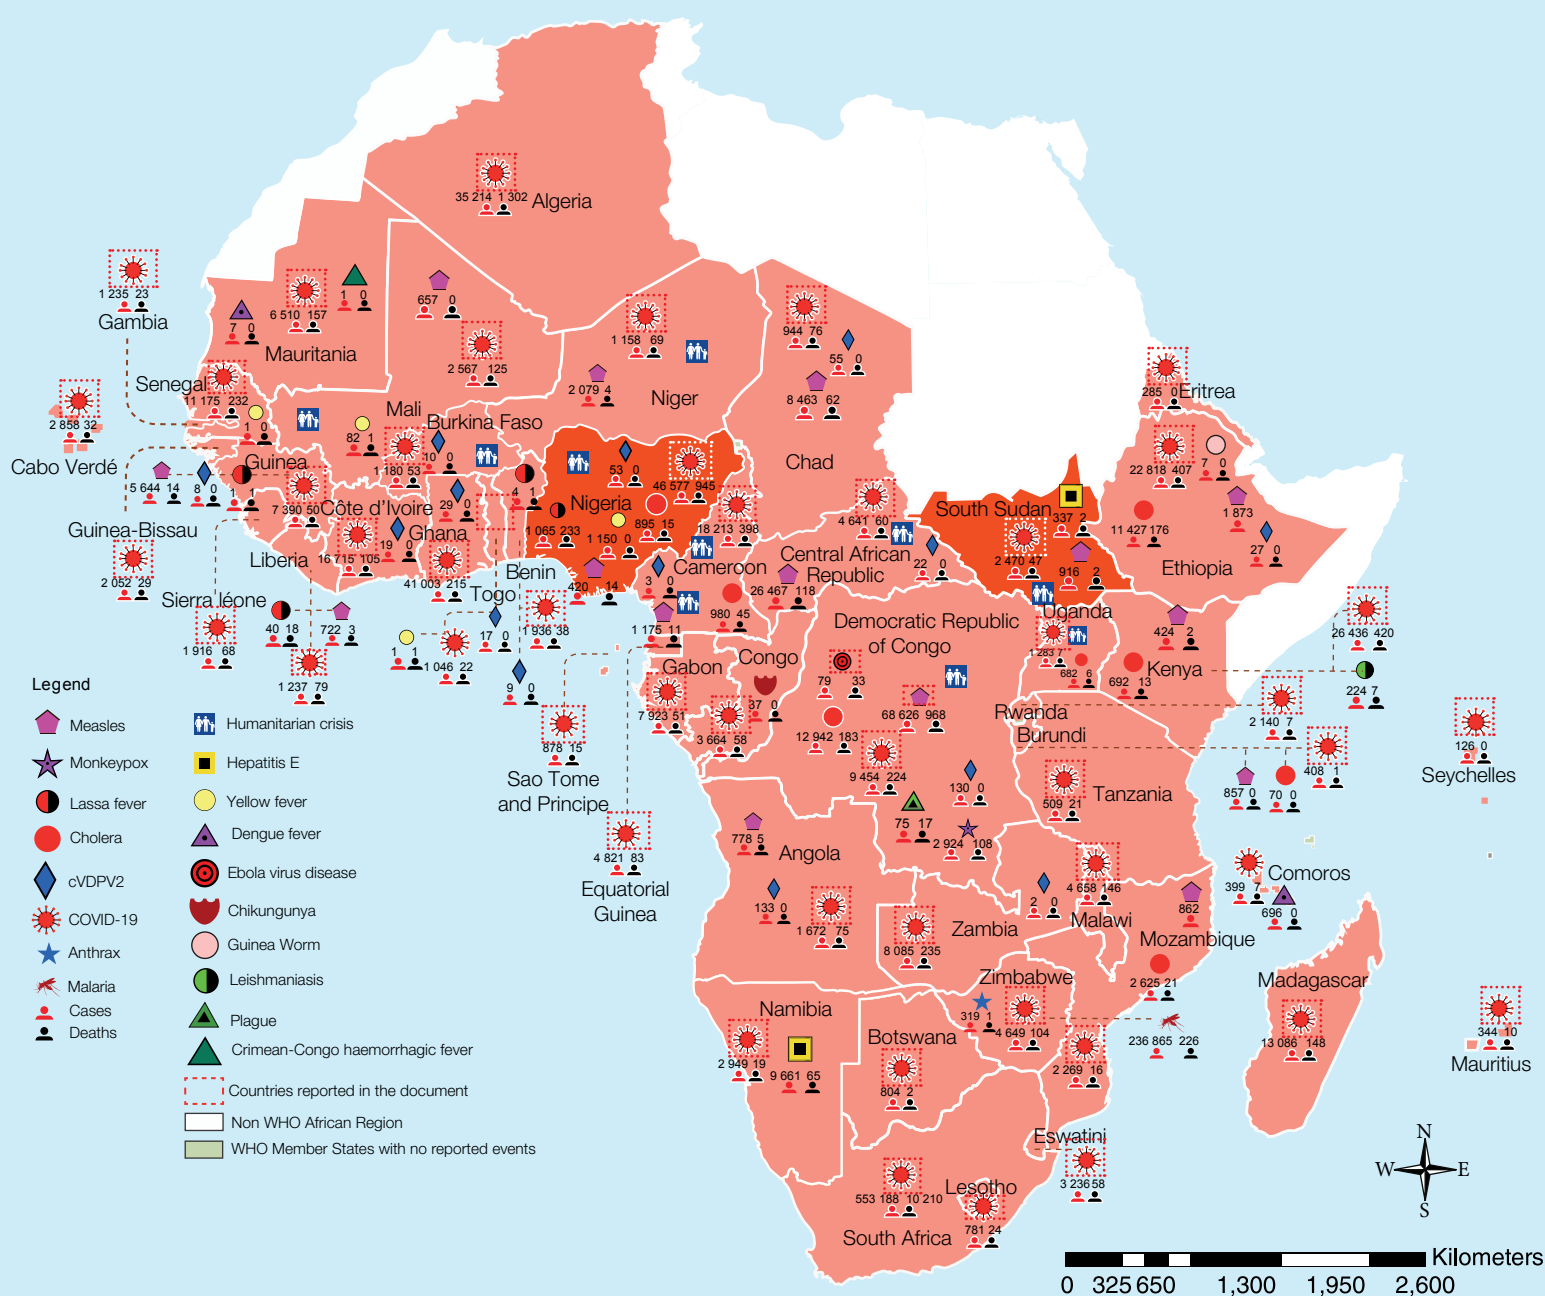 35 214 1 302
Algeria
1 235 23
Gambia
6 510 157
1 0
7 0
Mauritania
657 0
2 567 125
Mali
1 158 69
2 079 4
Niger
944 76
55 0
8 463 62
Chad
285 0
Eritrea
Senegal
11 175 232
1 0
2 858 32
Cabo Verdé
82 1
Burkina Faso
1 180 53
10 0
53 0
46 577 945
Nigeria
1 065 233
1 150 0
895 15
420 14
22 818 407
7 0
11 427 176
1 873
27 0
Ethiopia
Guinea
5 644 14
8 0
1 1
7 390 50
Côte d'Ivoire
29 0
4 1
Guinea-Bissau
2 052 29
Liberia
16 715 105
19 0
Ghana
41 003 215
Benin
Togo
18 213 398
4 641 60
Central African
Republic
22 0
South Sudan
337 2
2 470 47
916 2
Sierra léone
1 916 68
40 18
722 3
1 237 79
1 1
1 046 22
17 0
1 936 38
9 0
Cameroon
3 0
980 45
26 467 118
1 175 11
Democratic Republic
of Congo
Uganda
1 283 7
682 6
424 2
Kenya
692 13
26 436 420
224 7
Gabon
7 923 51
Congo
37 0
3 664 58
79 33
68 626 968
12 942 183
9 454 224
130 0
75 17
2 924 108
Rwanda
Burundi
2 140 7
408 1
857 0
70 0
126 0
Seychelles
878 15
Sao Tome
and Principe
4 821 83
Equatorial
Guinea
509 21
Tanzania
778 5
Angola
133 0
1 672 75
2 0
Zambia
8 085 235
4 658 146
Malawi
862
Mozambique
2 625 21
399 7
Comoros
696 0
Zimbabwe
319 1
4 649 104
236 865 226
2 269 16
Madagascar
13 086 148
344 10
Mauritius
Namibia
2 949 19
9 661 65
Botswana
804 2
Eswatini
3 236 58
553 188 10 210
South Africa
Lesotho
781 24
Legend
Measles
Monkeypox
Lassa fever
Cholera
cVDPV2
COVID-19
Anthrax
Malaria
Cases
Deaths
Humanitarian crisis
Hepatitis E
Yellow fever
Dengue fever
Ebola virus disease
Chikungunya
Guinea Worm
Leishmaniasis
Plague
Crimean-Congo haemorrhagic fever
Countries reported in the document
Non WHO African Region
WHO Member States with no reported events
N
W E
S
Kilometers
0 325 650 1,300 1,950 2,600